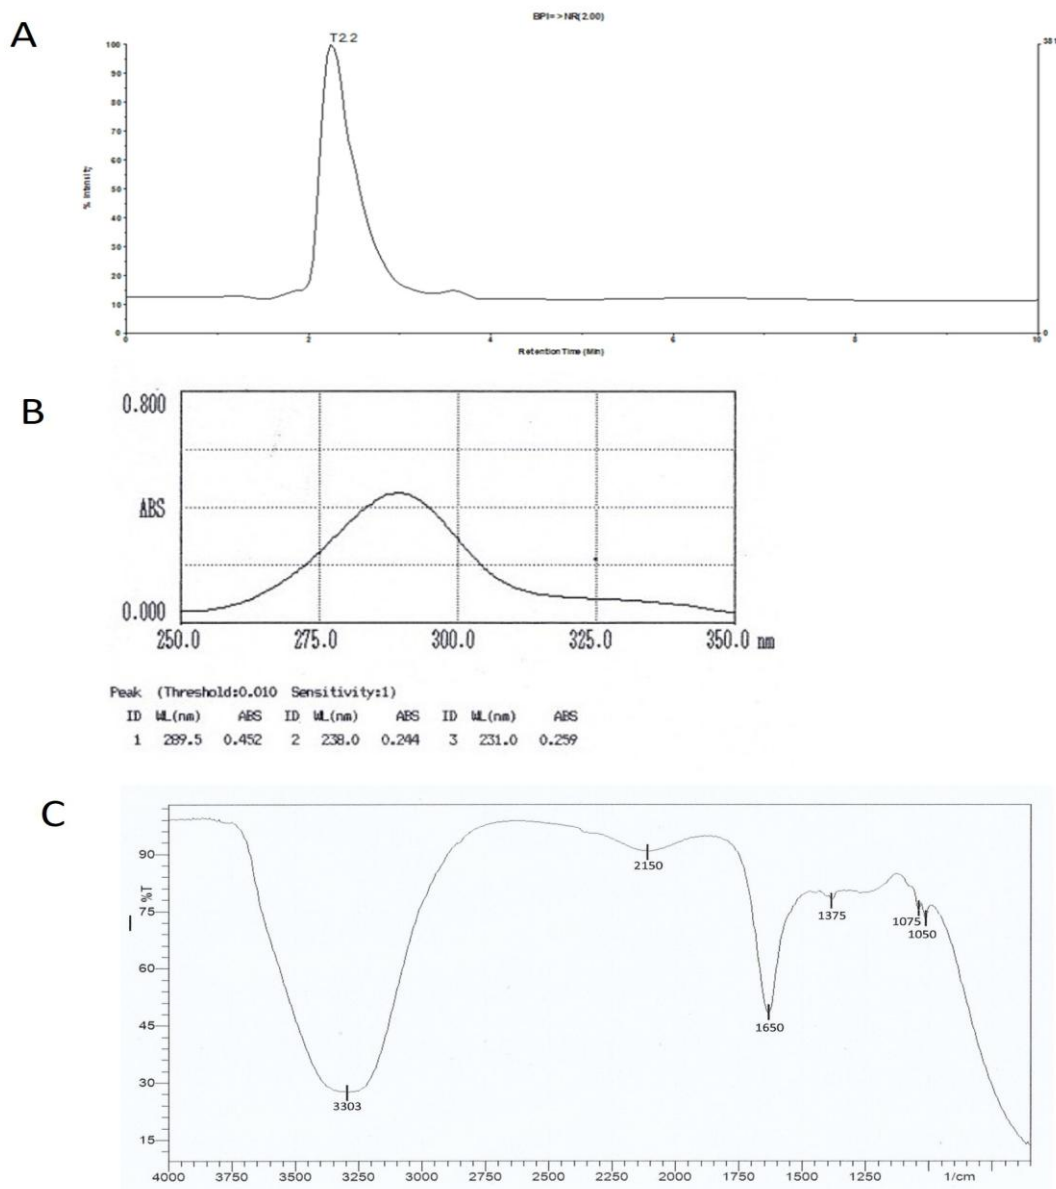 A
BPI=>NR(2.00)
T2.2
100
90
80
70
60
50
40
30
20
10
0
% Intensity
381
0
0 2 4 6 8 10
Retention Time (Min)
B
0.800
ABS
0.000
250.0 275.0 300.0 325.0 350.0 nm
Peak (Threshold:0.010 Sensitivity:1)
ID WL(nm) ABS ID WL(nm) ABS ID WL(nm) ABS
1 289.5 0.452 2 238.0 0.244 3 231.0 0.259
C
90
%T
75
60
45
30
15
2150
1375
1075
1050
1650
3303
4000 3750 3500 3250 3000 2750 2500 2250 2000 1750 1500 1/cm